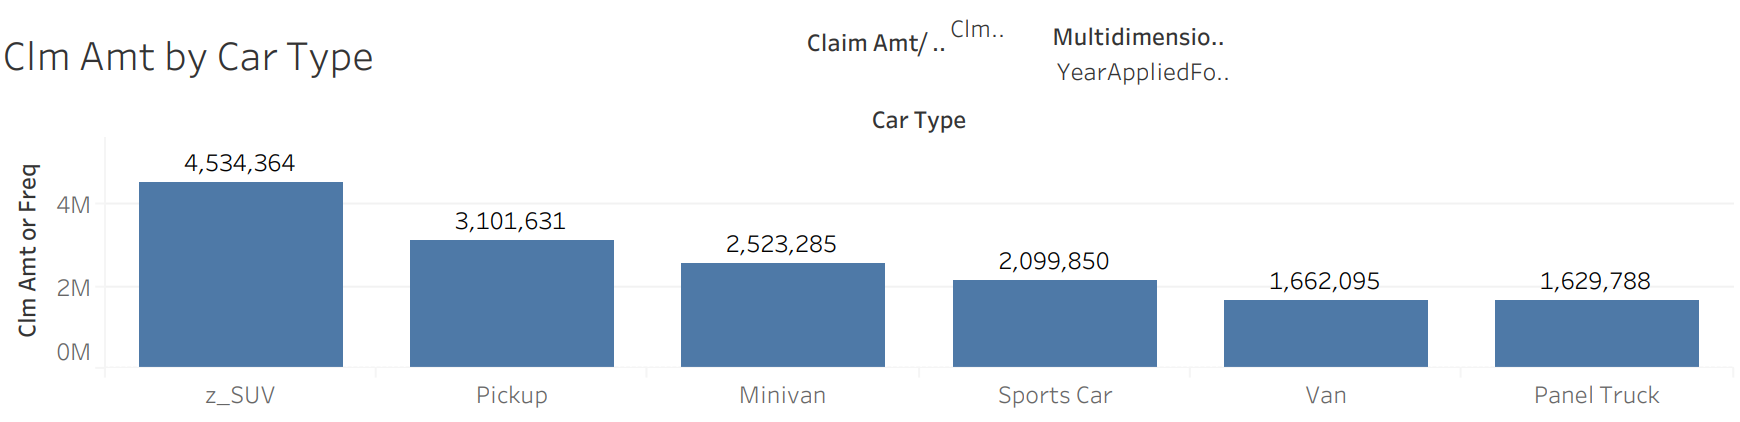 Clm Amt by Car Type
Claim Amt/ ..
Clm..
Multidimensio..
YearAppliedFo..
Car Type
Clm Amt or Freq
4M
2M
0M
4,534,364
3,101,631
2,523,285
2,099,850
1,662,095
1,629,788
z_SUV
Pickup
Minivan
Sports Car
Van
Panel Truck